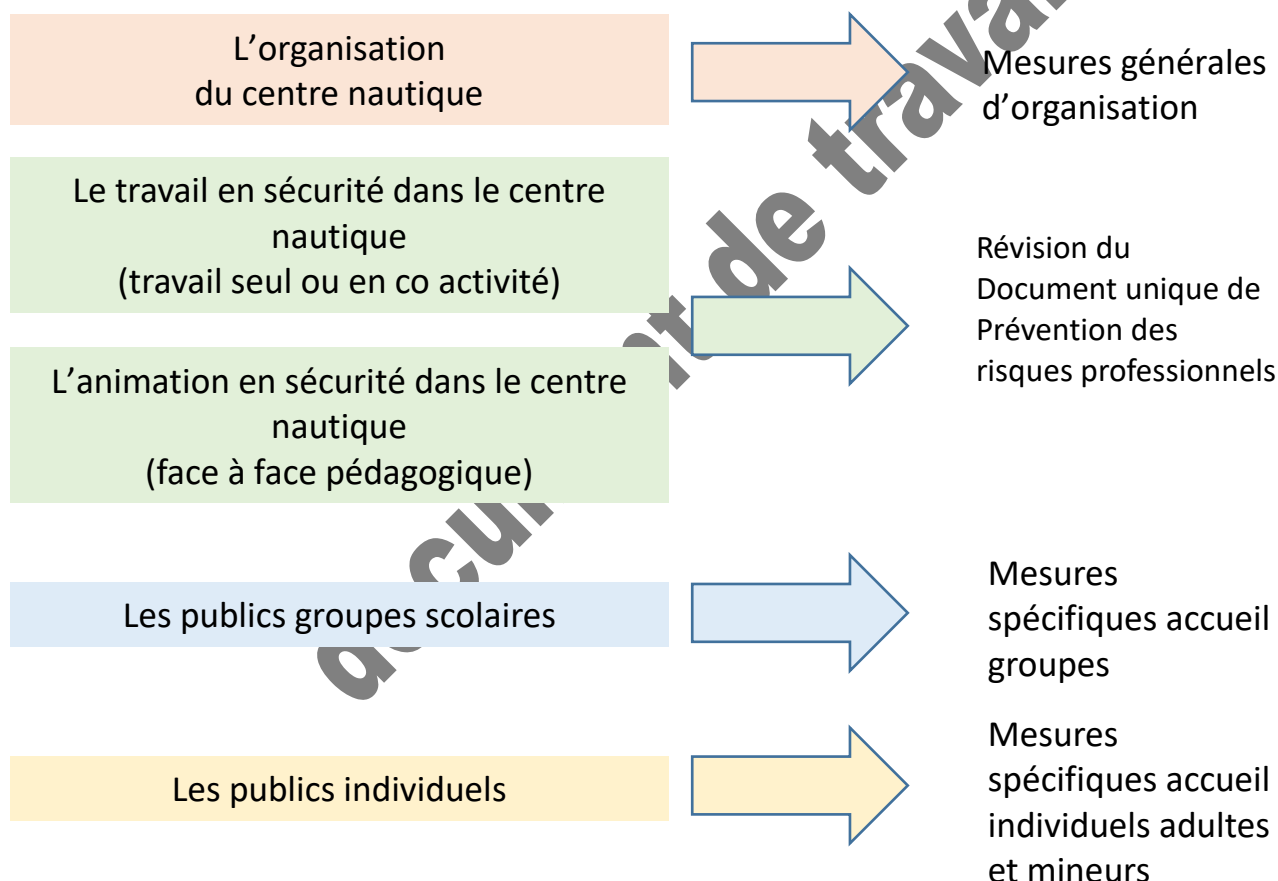 L’organisation
du centre nautique
Mesures générales
d’organisation
Le travail en sécurité dans le centre
nautique
(travail seul ou en co activité)
L’animation en sécurité dans le centre
nautique
(face à face pédagogique)
Révision du
Document unique de
Prévention des
risques professionnels
Les publics groupes scolaires
Mesures
spécifiques accueil
groupes
Les publics individuels
Mesures
spécifiques accueil
individuels adultes
et mineurs